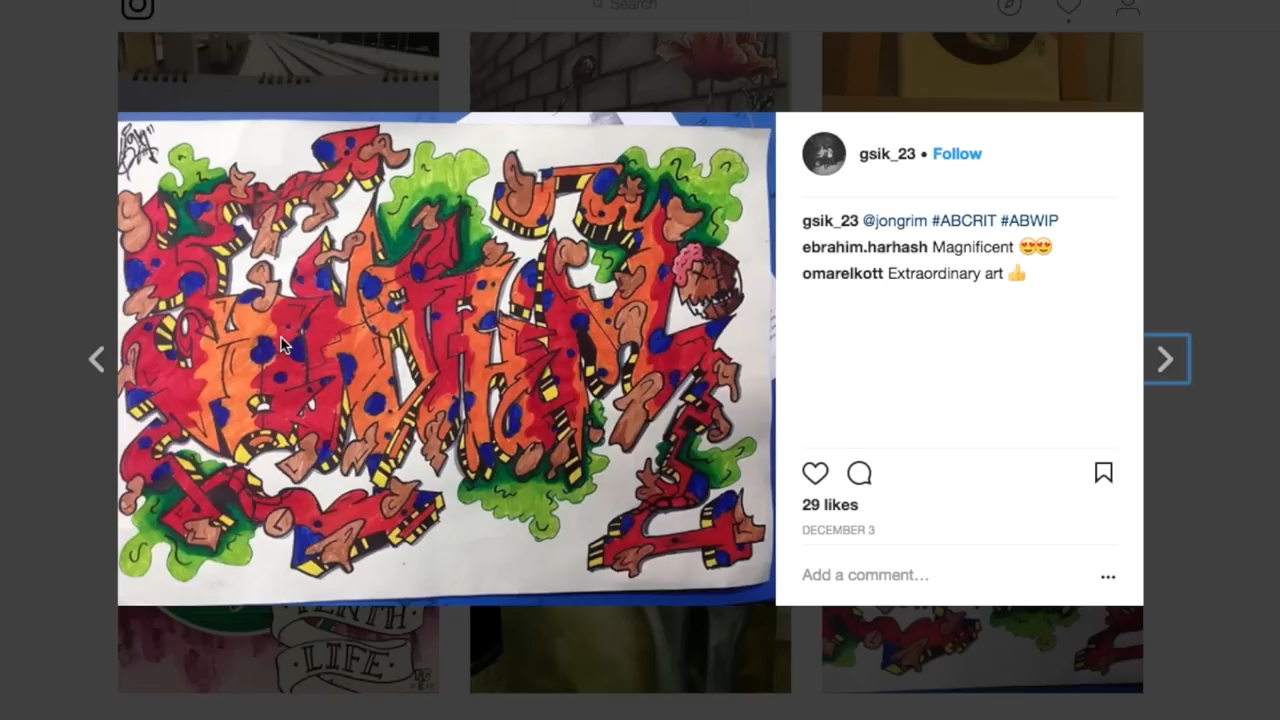 Search
gsik_23 • Follow
gsik_23 @jongrim #ABCRIT #ABWIP
ebrahim.harhash Magnificent 😍😍
omarelkott Extraordinary art 👍
29 likes
DECEMBER 3
Add a comment…
LIFE